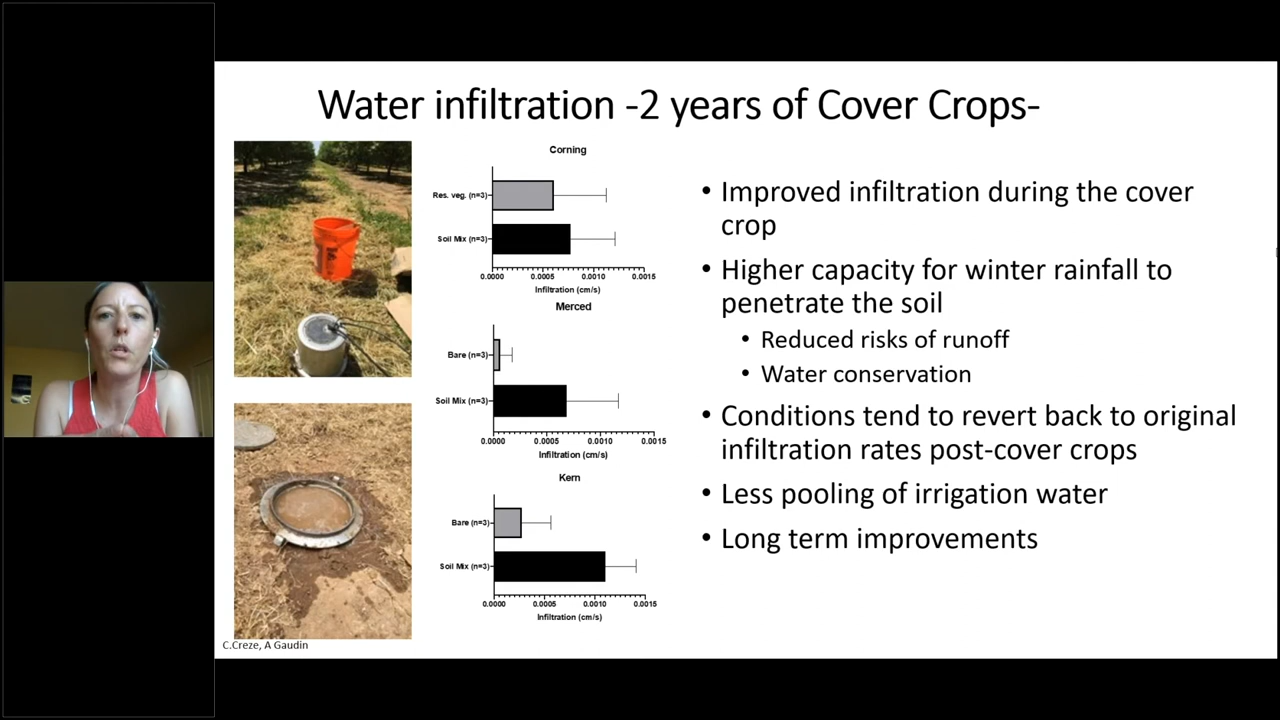 Water infiltration -2 years of Cover Crops-
Corning
Res. veg. (n=3)
Soil Mix (n=3)
0.0000 0.0005 0.0010 0.0015
Infiltration (cm/s)
Merced
Bare (n=3)
Soil Mix (n=3)
0.0000 0.0005 0.0010 0.0015
Infiltration (cm/s)
Kern
Bare (n=3)
Soil Mix (n=3)
0.0000 0.0005 0.0010 0.0015
Infiltration (cm/s)
• Improved infiltration during the cover
crop
• Higher capacity for winter rainfall to
penetrate the soil
• Reduced risks of runoff
• Water conservation
• Conditions tend to revert back to original
infiltration rates post-cover crops
• Less pooling of irrigation water
• Long term improvements
C.Creze, A Gaudin